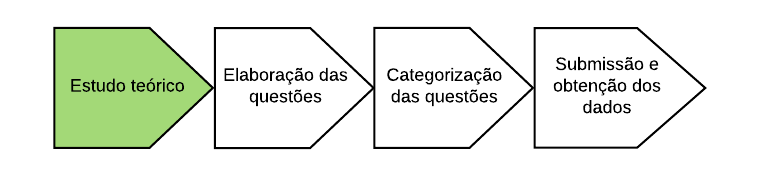 Estudo teórico
Elaboração das
questões
Categorização
das questões
Submissão e
obtenção dos
dados